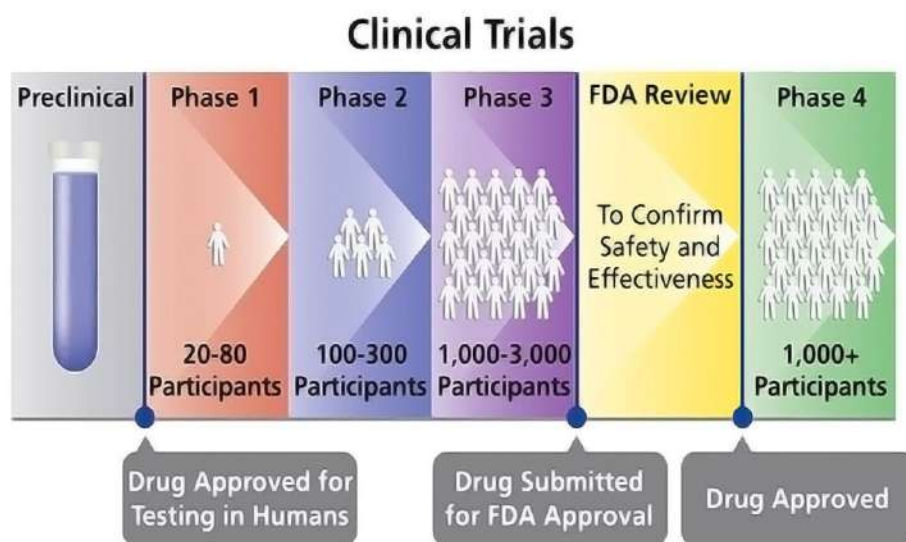 Clinical Trials
Preclinical
Phase 1
Phase 2
Phase 3
FDA Review
Phase 4
To Confirm
Safety and
Effectiveness
20-80
Participants
100-300
Participants
1,000-3,000
Participants
1,000+
Participants
Drug Approved for
Testing in Humans
Drug Submitted
for FDA Approval
Drug Approved